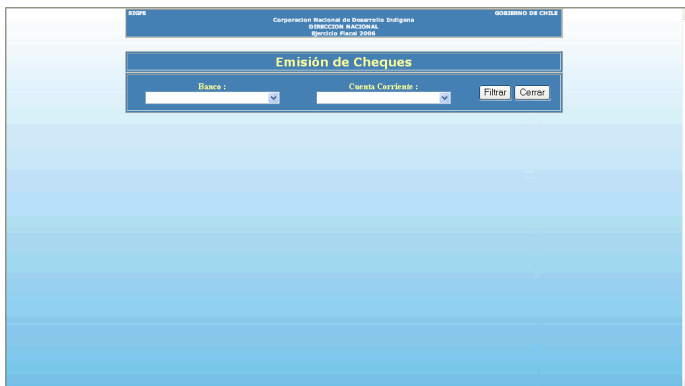 SIGFE
GOBIERNO DE CHILE
Corporacion Nacional de Desarrollo Indigena
DIRECCION NACIONAL
Ejercicio Fiscal 2006
Emisión de Cheques
Banco :
Cuenta Corriente :
Filtrar
Cerrar